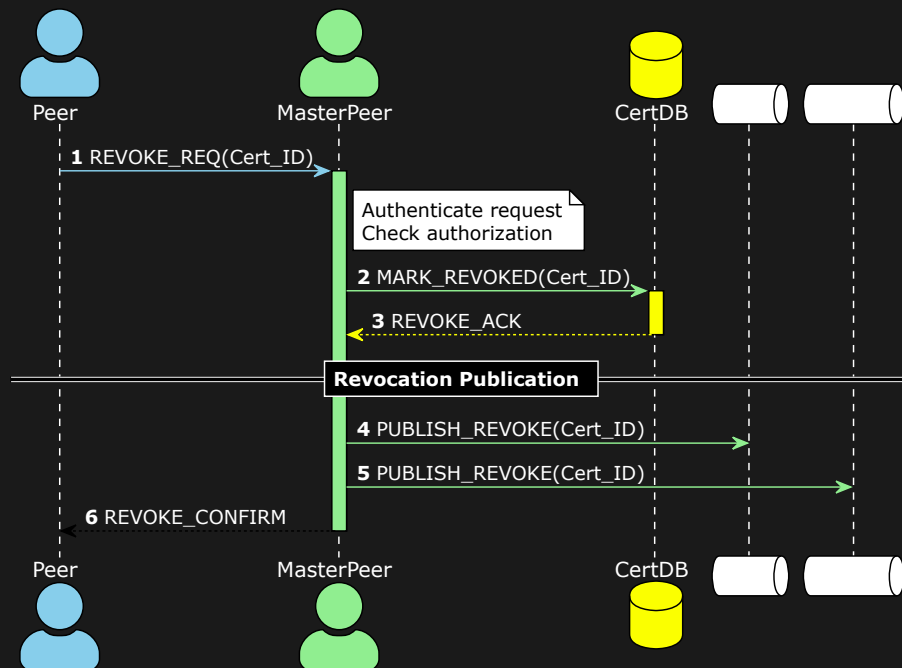 Peer
MasterPeer
CertDB
1 REVOKE_REQ(Cert_ID)
Authenticate request
Check authorization
2 MARK_REVOKED(Cert_ID)
3 REVOKE_ACK
Revocation Publication
4 PUBLISH_REVOKE(Cert_ID)
5 PUBLISH_REVOKE(Cert_ID)
6 REVOKE_CONFIRM
Peer
MasterPeer
CertDB